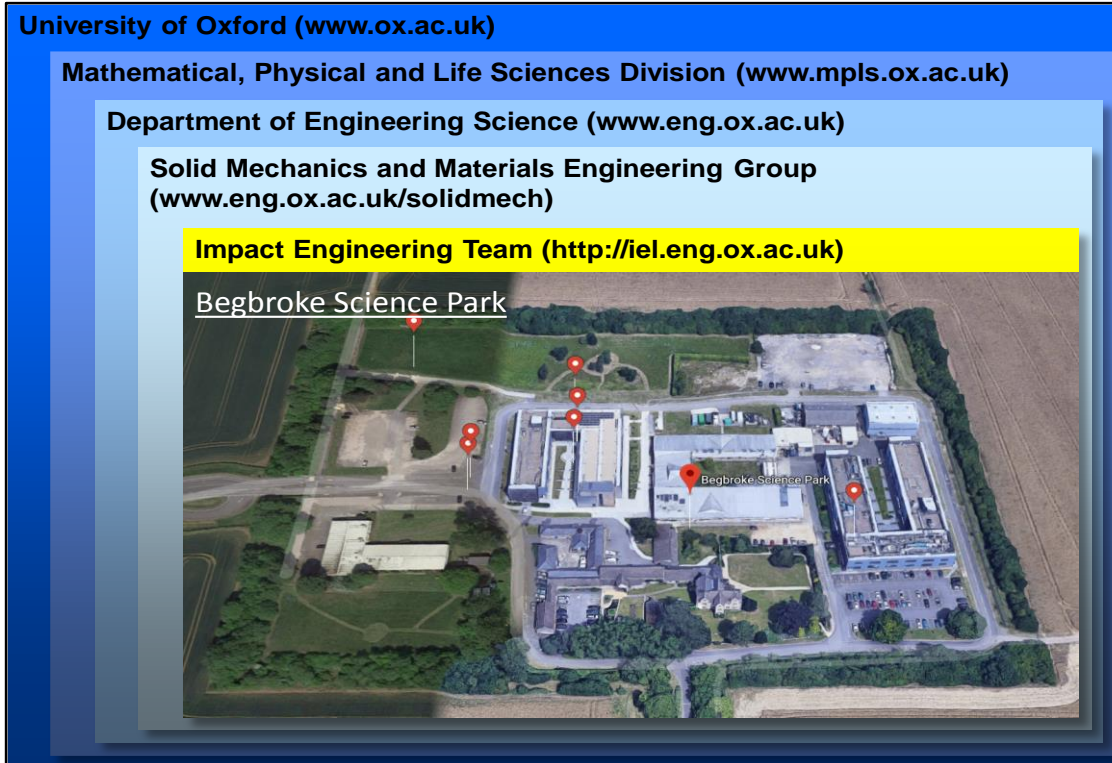 University of Oxford (www.ox.ac.uk)
Mathematical, Physical and Life Sciences Division (www.mpls.ox.ac.uk)
Department of Engineering Science (www.eng.ox.ac.uk)
Solid Mechanics and Materials Engineering Group
(www.eng.ox.ac.uk/solidmech)
Impact Engineering Team (http://iel.eng.ox.ac.uk)
Begbroke Science Park
Begbroke Science Park